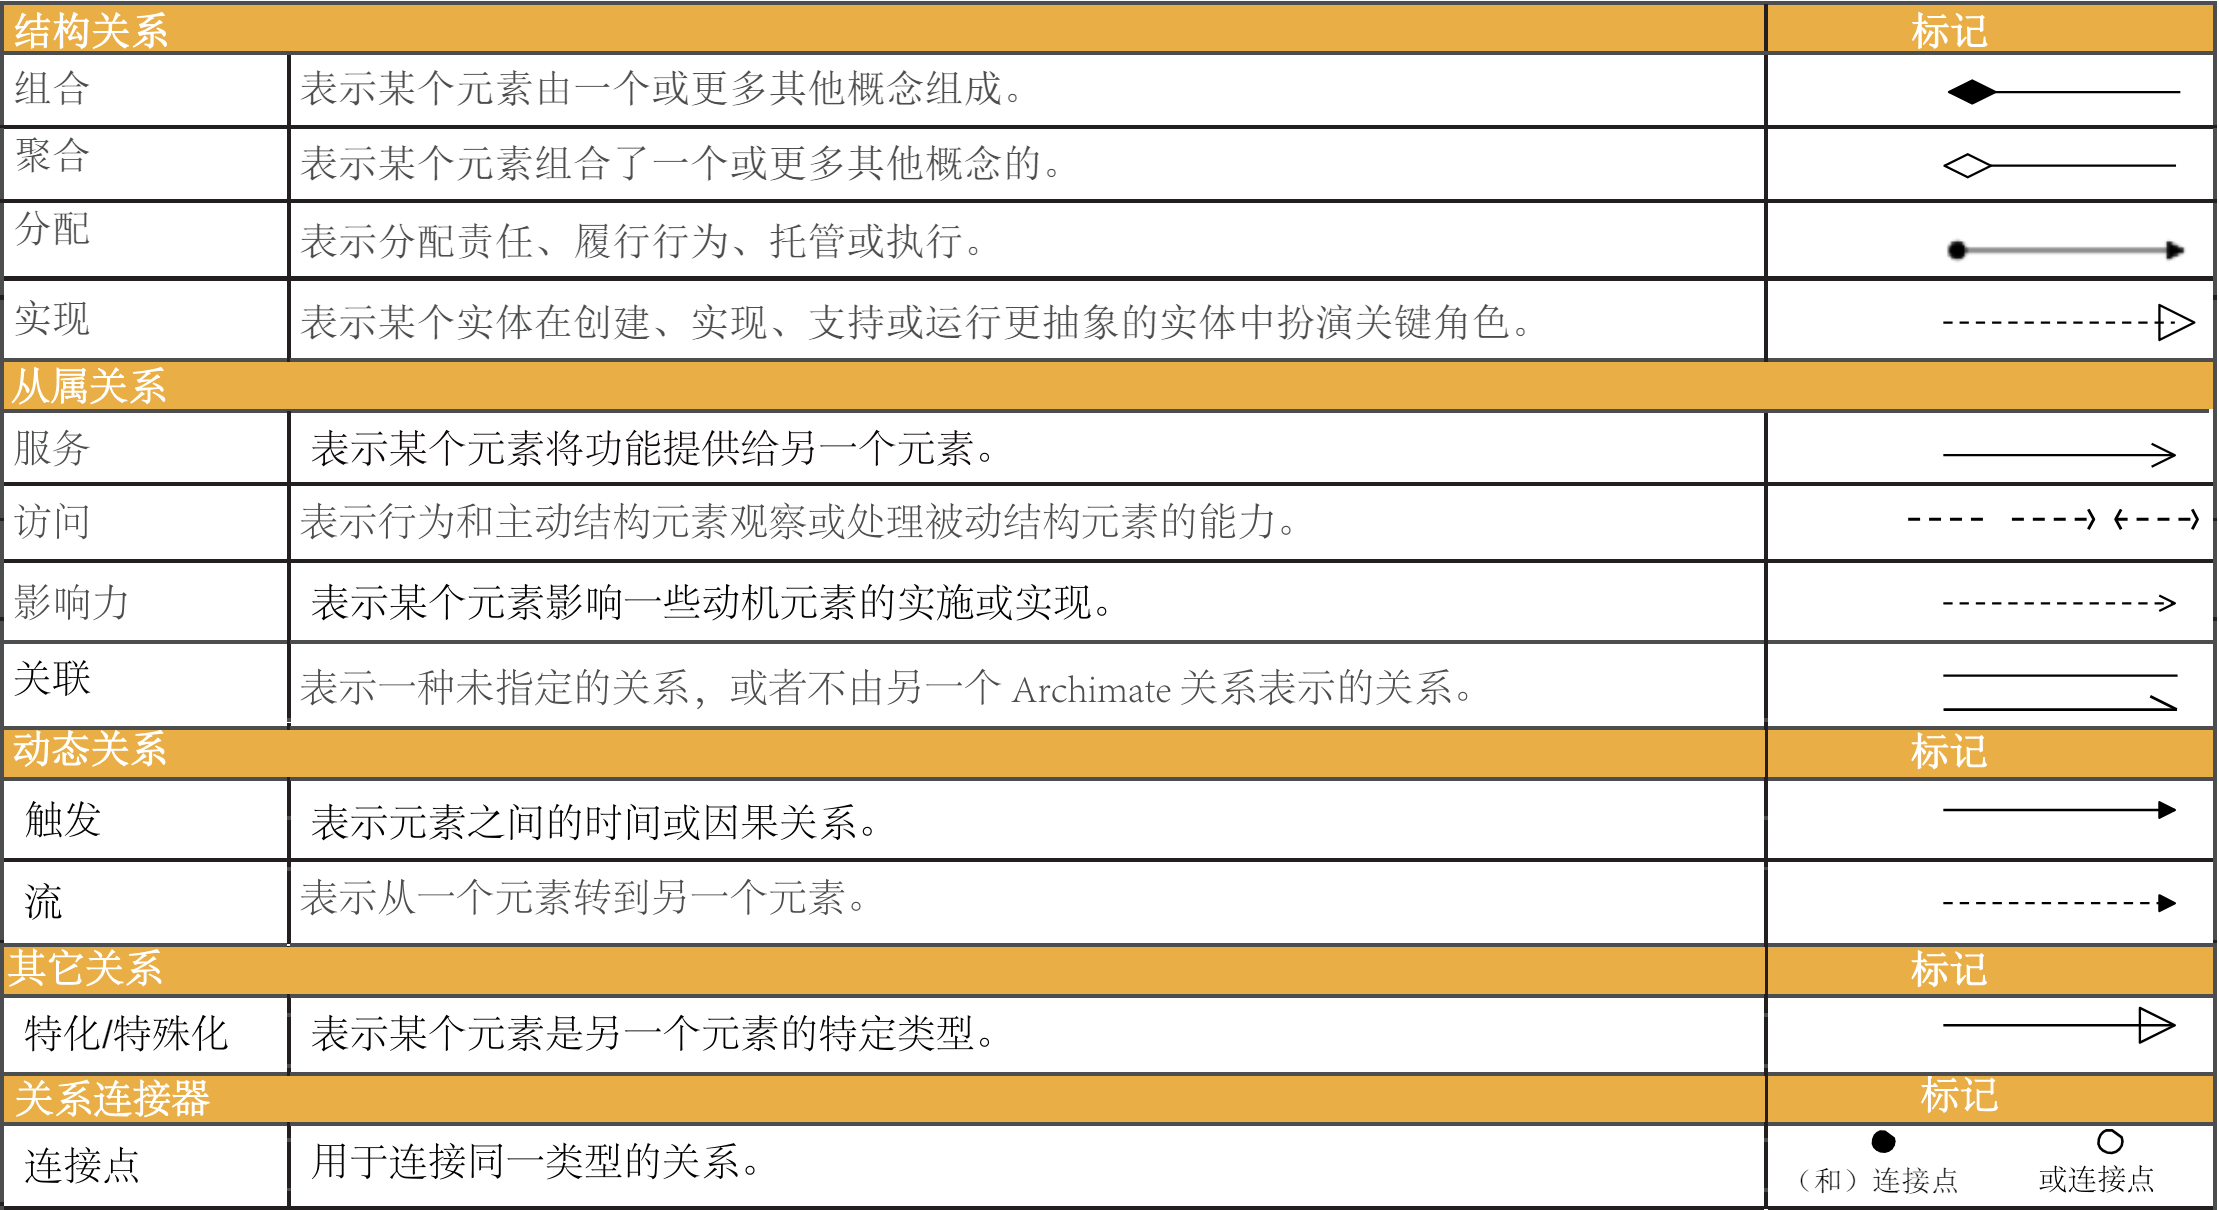 结构关系 标记
组合 表示某个元素由一个或更多其他概念组成。
聚合 表示某个元素组合了一个或更多其他概念的。
分配 表示分配责任、履行行为、托管或执行。
实现 表示某个实体在创建、实现、支持或运行更抽象的实体中扮演关键角色。
从属关系
服务 表示某个元素将功能提供给另一个元素。
访问 表示行为和主动结构元素观察或处理被动结构元素的能力。
影响力 表示某个元素影响一些动机元素的实施或实现。
关联 表示一种未指定的关系，或者不由另一个 Archimate 关系表示的关系。
动态关系 标记
触发 表示元素之间的时间或因果关系。
流 表示从一个元素转到另一个元素。
其它关系 标记
特化/特殊化 表示某个元素是另一个元素的特定类型。
关系连接器 标记
连接点 用于连接同一类型的关系。
（和）连接点 或连接点